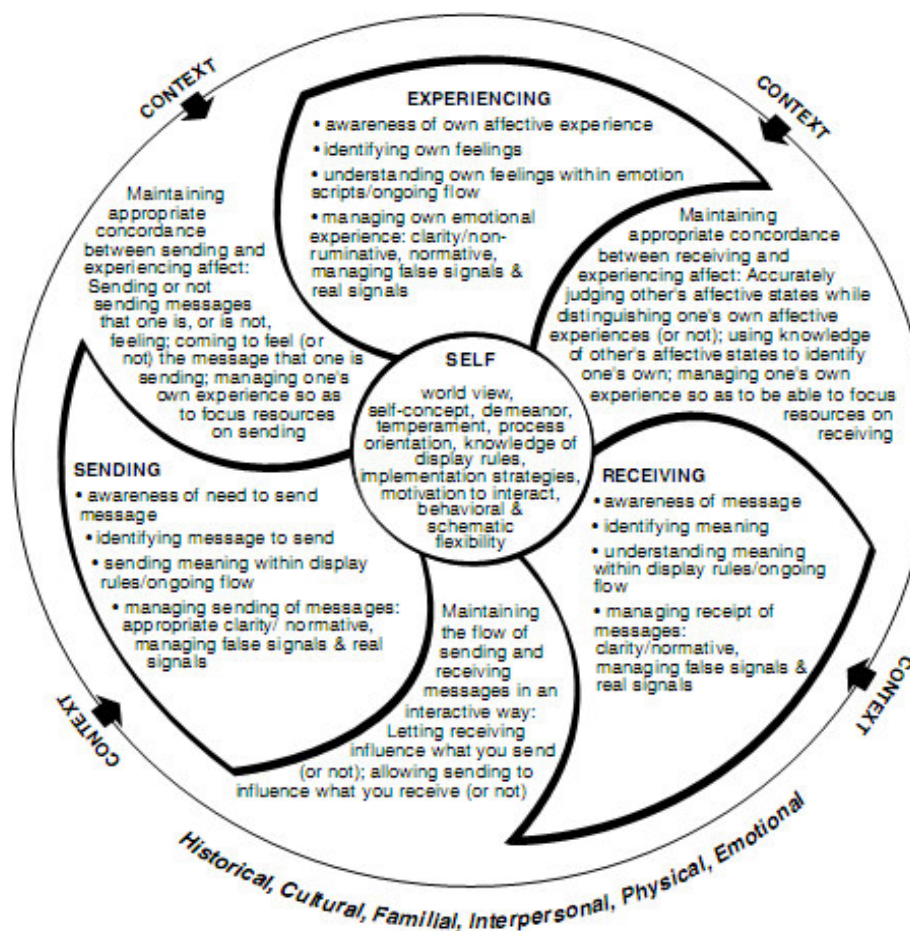 CONTEXT
CONTEXT
EXPERIENCING
• awareness of own affective experience
• identifying own feelings
• understanding own feelings within emotion
scripts/ongoing flow
• managing own emotional
experience: clarity/non-
ruminative, normative,
managing false signals &
real signals
Maintaining
appropriate
concordance
between sending and
experiencing affect:
Sending or not
sending messages
that one is, or is not,
feeling; coming to feel (or
not) the message that one is
sending; managing one's
own experience so as
to focus resources
on sending
Maintaining
appropriate concordance
between receiving and
experiencing affect: Accurately
judging other's affective states while
distinguishing one's own affective
experiences (or not); using knowledge
of other's affective states to identify
one's own; managing one's own
experience so as to be able to focus
resources on
receiving
SELF
world view,
self-concept, demeanor,
temperament, process
orientation, knowledge of
display rules,
implementation strategies,
motivation to interact,
behavioral &
schematic
flexibility
SENDING
• awareness of need to send
message
• identifying message to send
• sending meaning within display
rules/ongoing flow
• managing sending of messages:
appropriate clarity/ normative,
managing false signals & real
signals
RECEIVING
• awareness of message
• identifying meaning
• understanding meaning
within display rules/ongoing
flow
• managing receipt of
messages:
clarity/normative,
managing false signals &
real signals
Maintaining
the flow of
sending and
receiving
messages in an
interactive way:
Letting receiving
influence what you send
(or not); allowing sending to
influence what you receive (or not)
CONTEXT
CONTEXT
Historical, Cultural, Familial, Interpersonal, Physical, Emotional